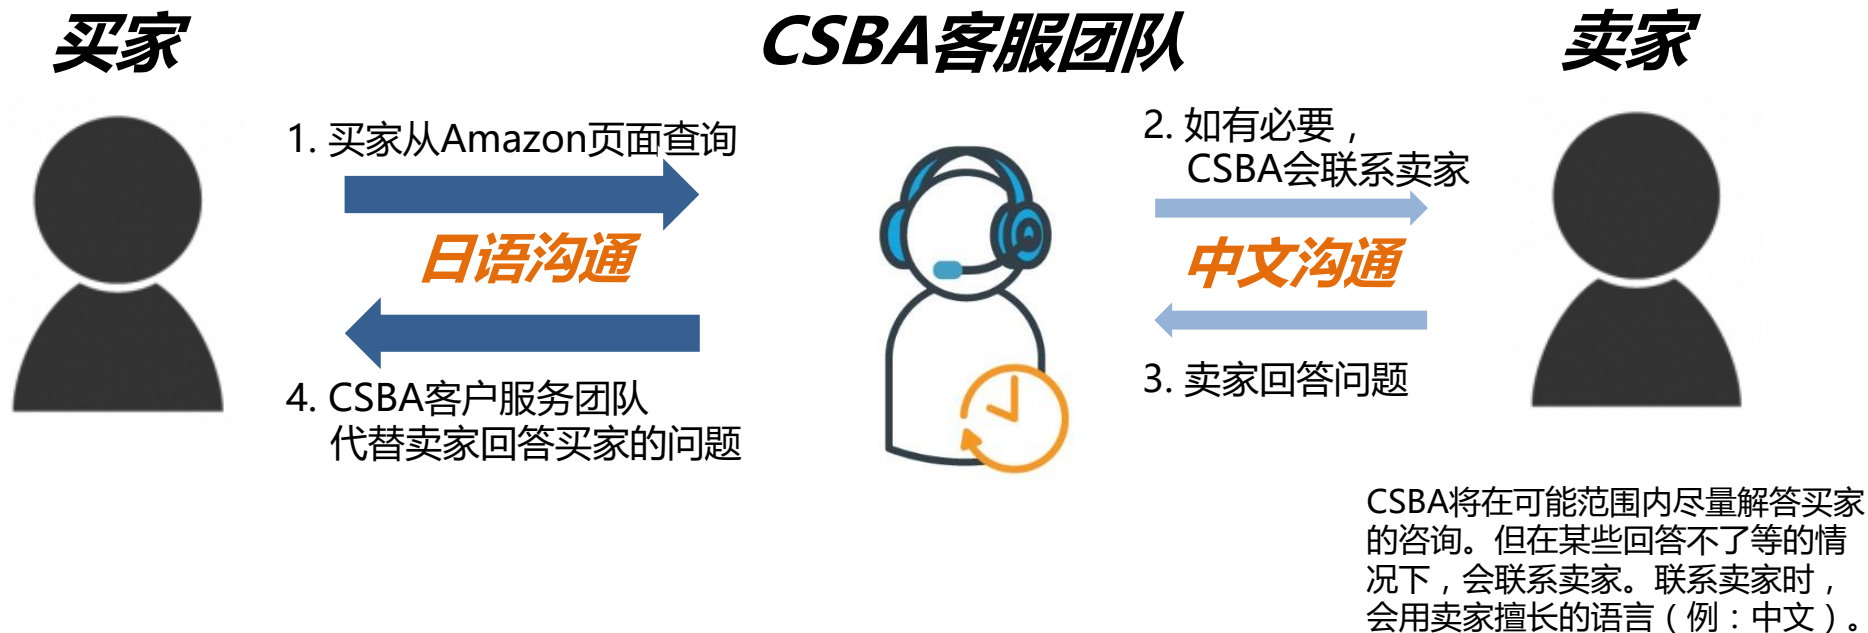 买家
CSBA客服团队
卖家
1. 买家从Amazon页面查询
日语沟通
4. CSBA客户服务团队
代替卖家回答买家的问题
2. 如有必要，
CSBA会联系卖家
中文沟通
3. 卖家回答问题
CSBA将在可能范围内尽量解答买家
的咨询。但在某些回答不了等的情
况下，会联系卖家。联系卖家时，
会用卖家擅长的语言（例：中文）。